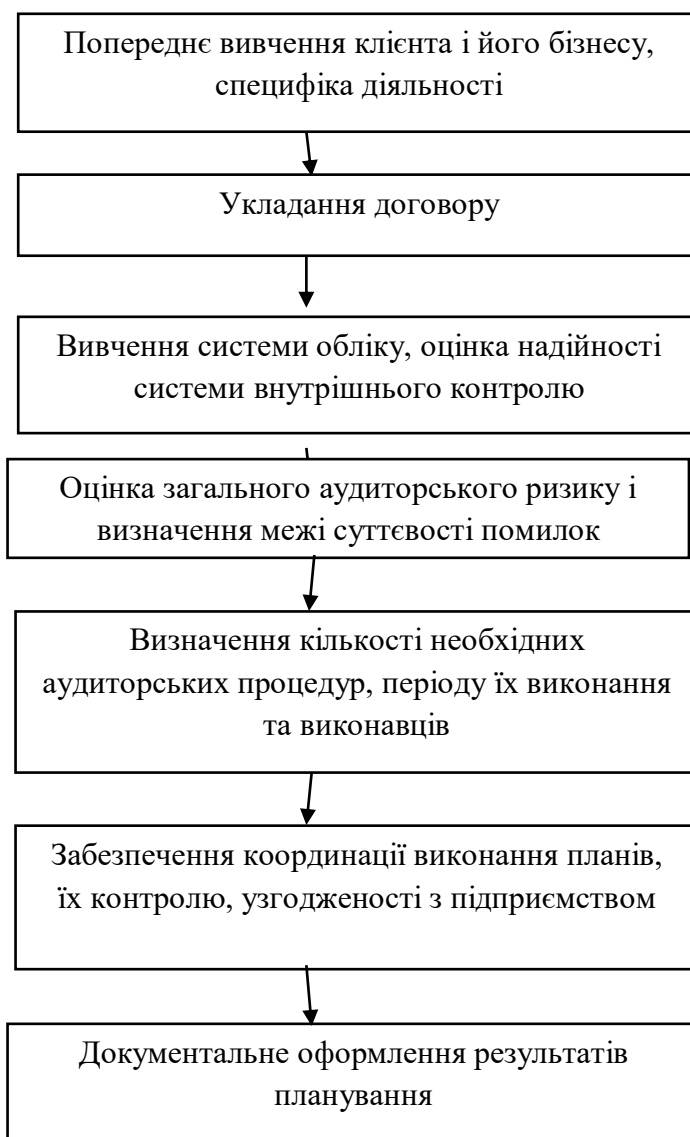 Попереднє вивчення клієнта і його бізнесу,
специфіка діяльності
Укладання договору
Вивчення системи обліку, оцінка надійності
системи внутрішнього контролю
Оцінка загального аудиторського ризику і
визначення межі суттєвості помилок
Визначення кількості необхідних
аудиторських процедур, періоду їх виконання
та виконавців
Забезпечення координації виконання планів,
їх контролю, узгодженості з підприємством
Документальне оформлення результатів
планування